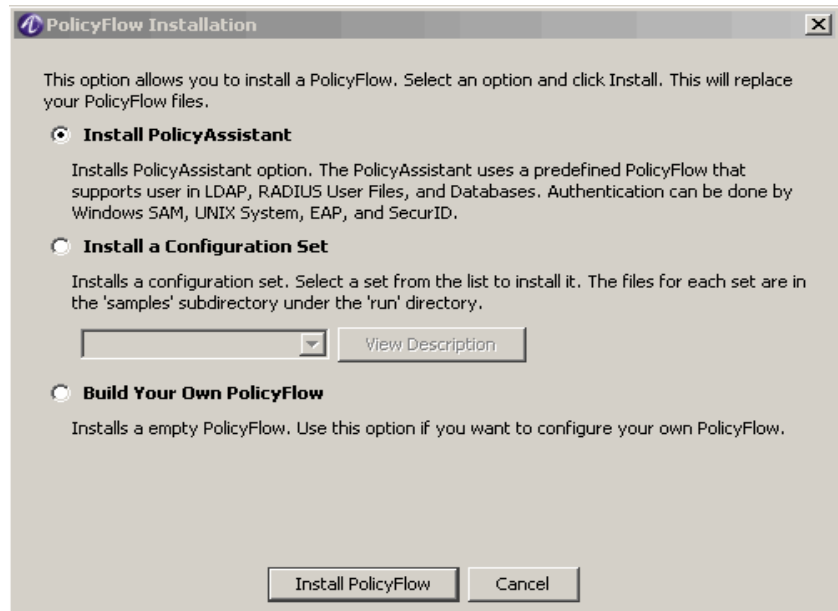 PolicyFlow Installation
This option allows you to install a PolicyFlow. Select an option and click Install. This will replace
your PolicyFlow files.
Install PolicyAssistant
Installs PolicyAssistant option. The PolicyAssistant uses a predefined PolicyFlow that
supports user in LDAP, RADIUS User Files, and Databases. Authentication can be done by
Windows SAM, UNIX System, EAP, and SecurID.
Install a Configuration Set
Installs a configuration set. Select a set from the list to install it. The files for each set are in
the 'samples' subdirectory under the 'run' directory.
View Description
Build Your Own PolicyFlow
Installs a empty PolicyFlow. Use this option if you want to configure your own PolicyFlow.
Install PolicyFlow Cancel